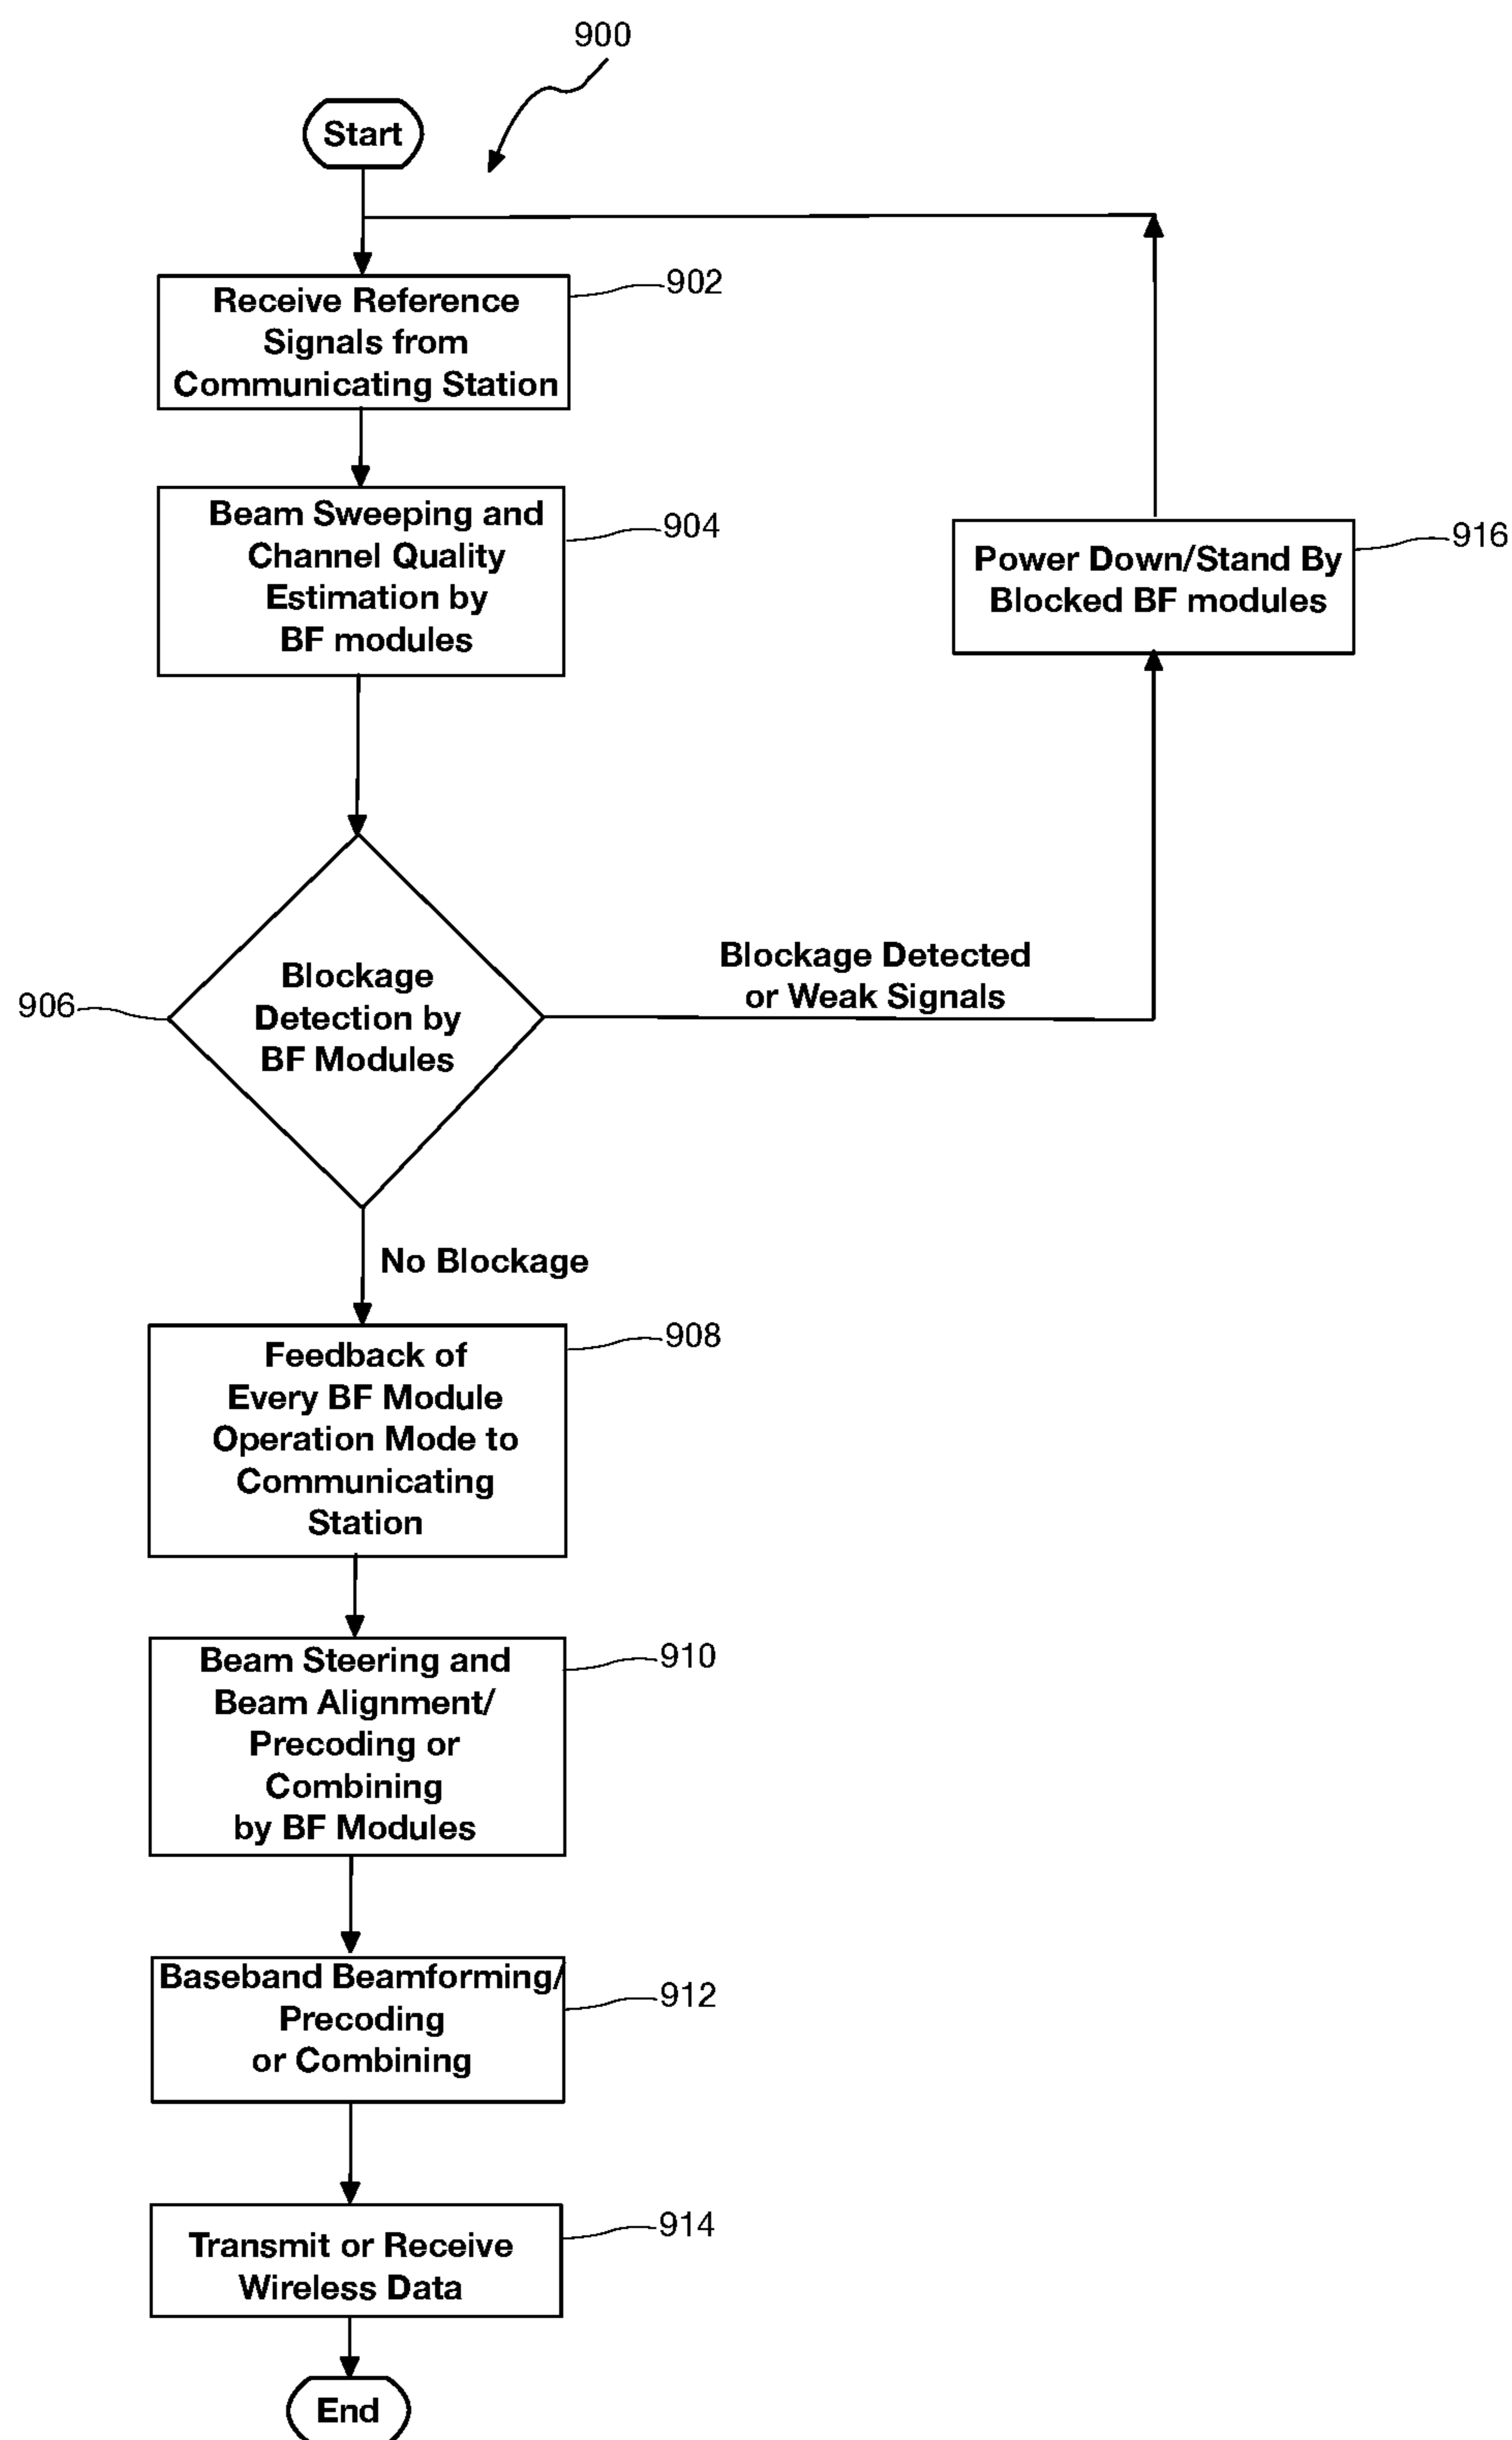 900
Start
Receive Reference
Signals from
Communicating Station
902
Beam Sweeping and
Channel Quality
Estimation by
BF modules
904
Power Down/Stand By
Blocked BF modules
916
Blockage
Detection by
BF Modules
906
Blockage Detected
or Weak Signals
No Blockage
Feedback of
Every BF Module
Operation Mode to
Communicating
Station
908
Beam Steering and
Beam Alignment/
Precoding or
Combining
by BF Modules
910
Baseband Beamforming/
Precoding
or Combining
912
Transmit or Receive
Wireless Data
914
End